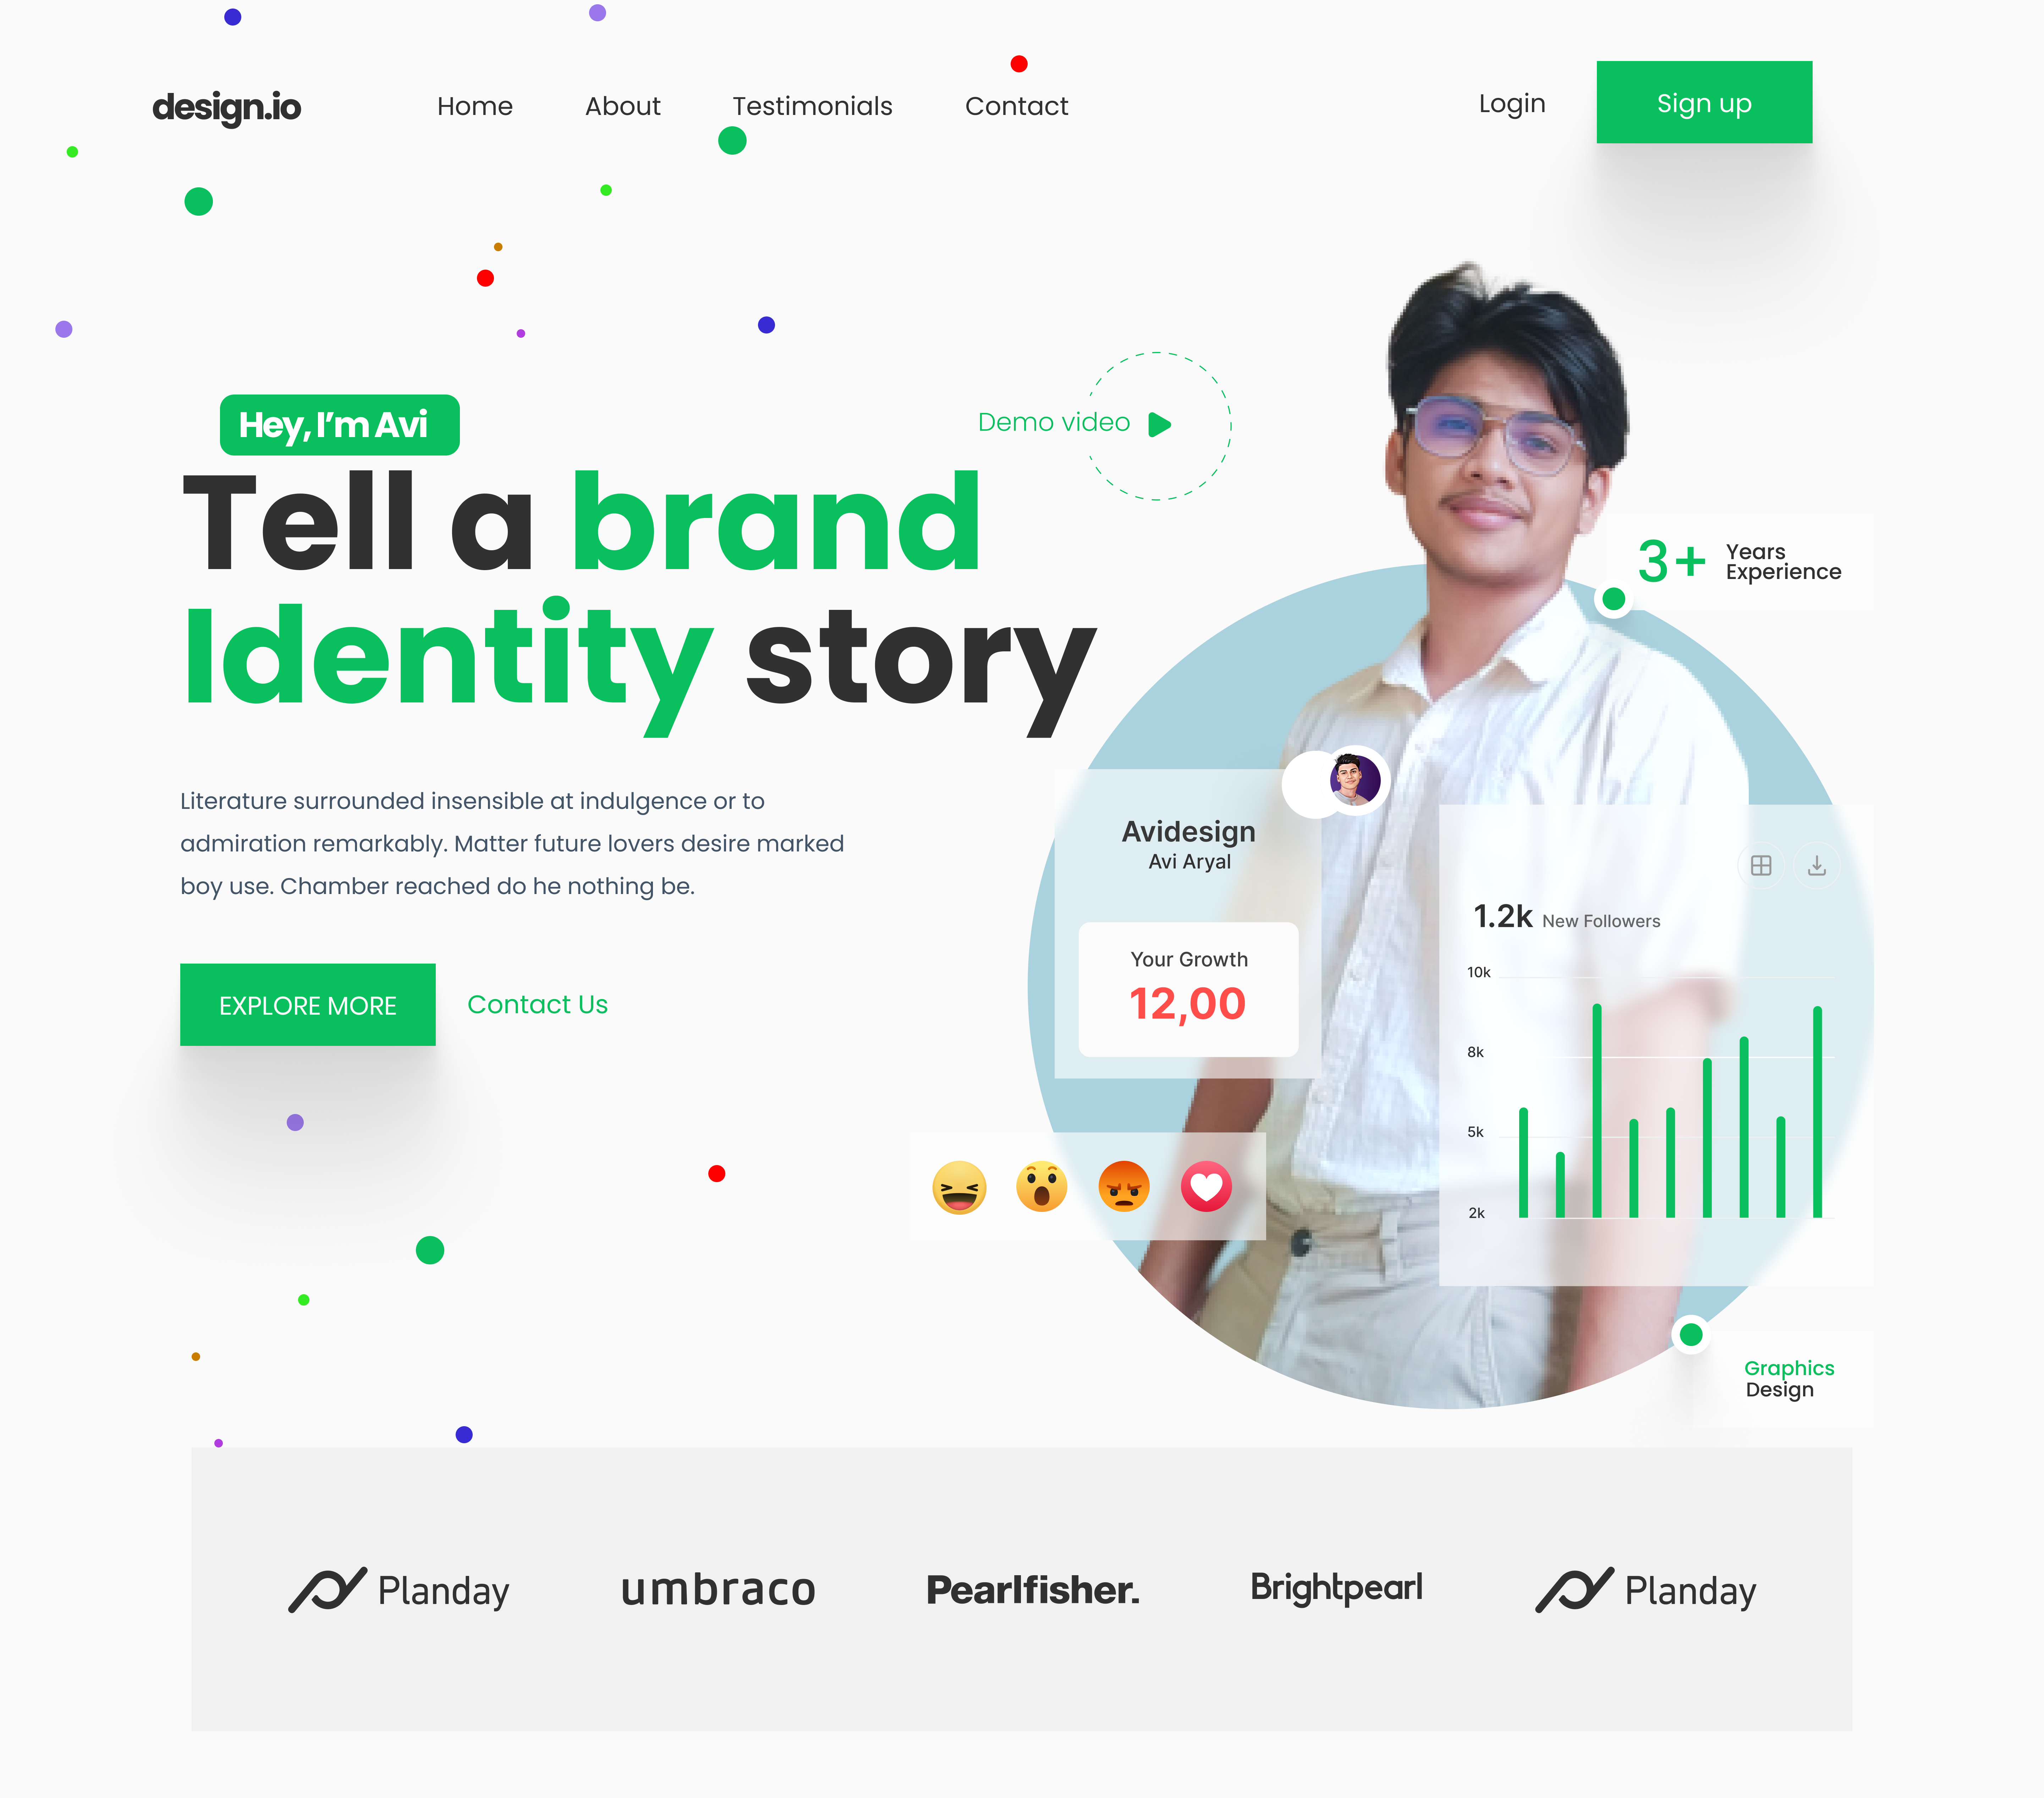 design.io
Home
About
Testimonials
Contact
Login
Sign up
Hey, I'm Avi
Demo video
Tell a brand
Identity story
3+
Years
Experience
Literature surrounded insensible at indulgence or to
admiration remarkably. Matter future lovers desire marked
boy use. Chamber reached do he nothing be.
EXPLORE MORE
Contact Us
Avidesign
Avi Aryal
Your Growth
12,00
1.2k New Followers
10k
8k
5k
2k
Graphics
Design
Planday
umbraco
Pearlfisher.
Brightpearl
Planday